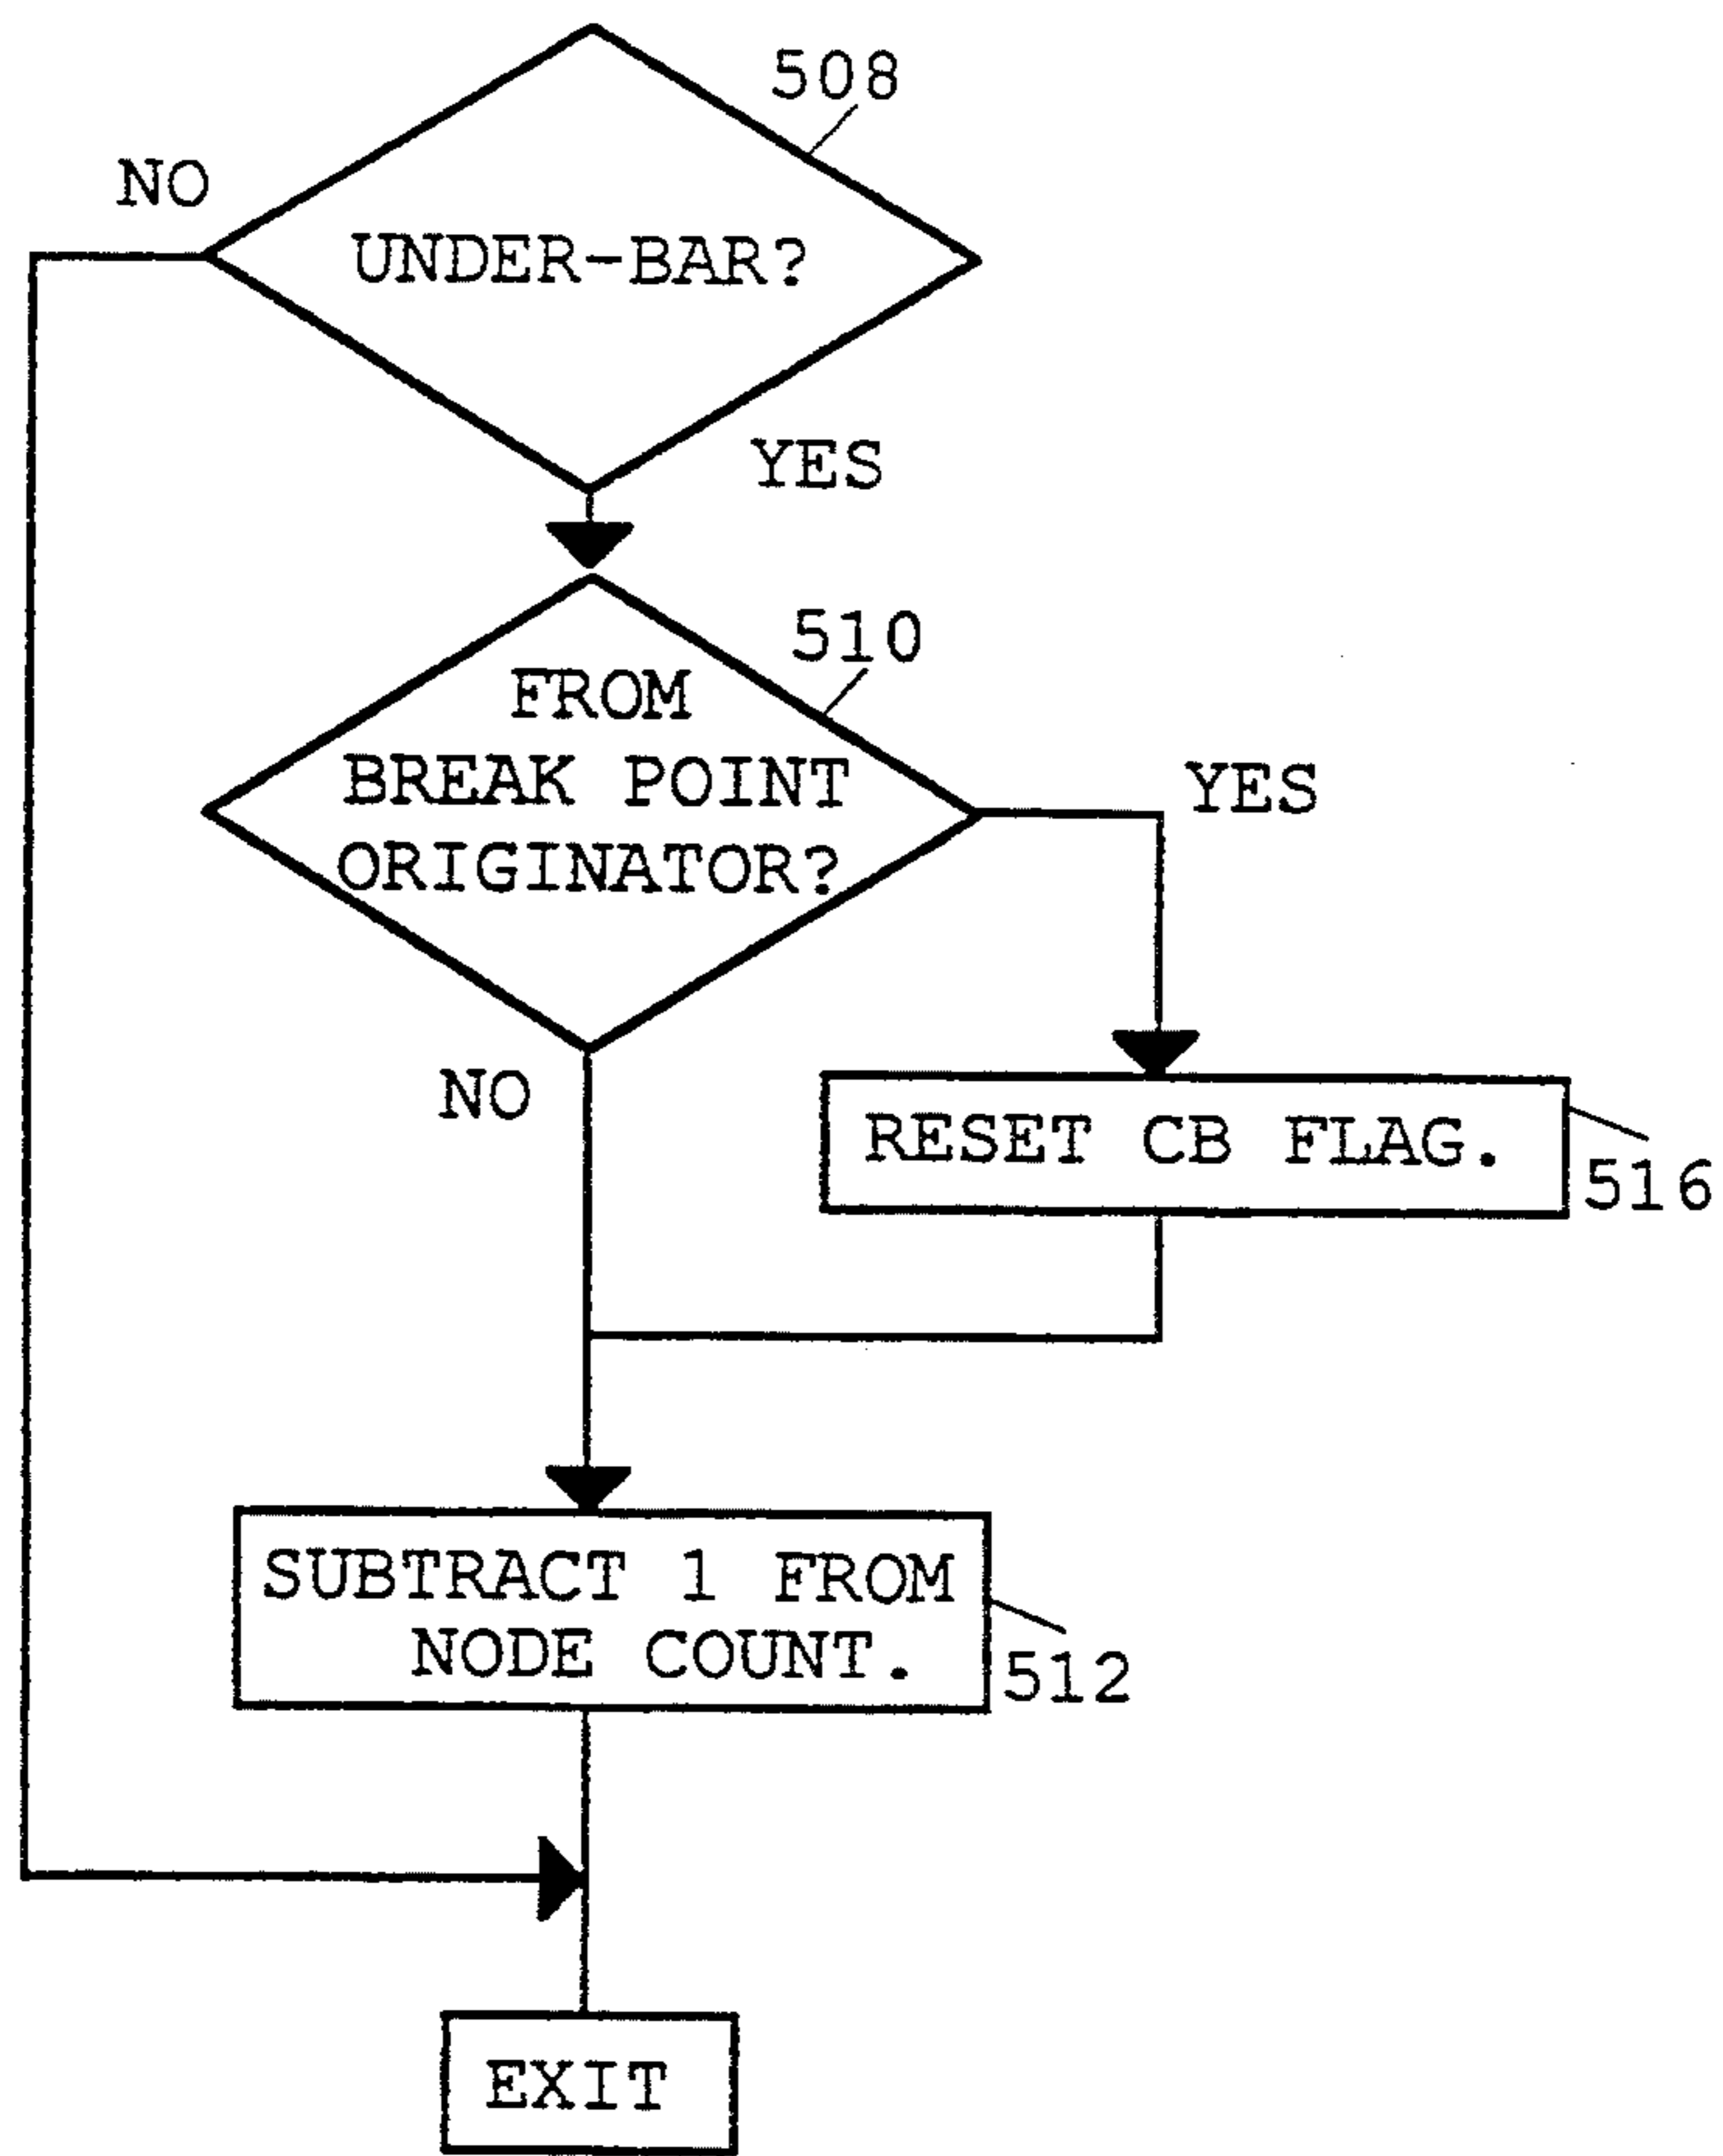 508
NO
UNDER-BAR?
YES
510
FROM
BREAK POINT
ORIGINATOR?
YES
NO
RESET CB FLAG.
516
SUBTRACT 1 FROM
NODE COUNT.
512
EXIT